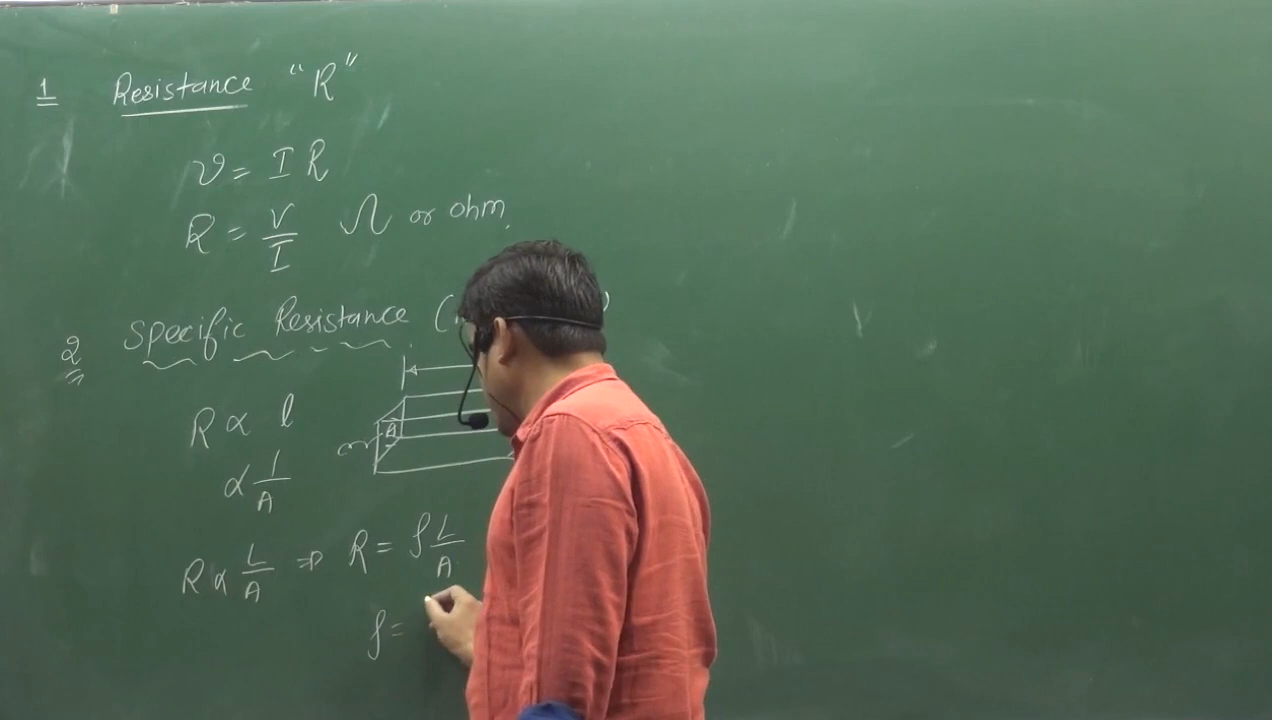 1 Resistance "R"
V = I R
R = V/I Ω or ohm
2 Specific Resistance (
R ∝ l
∝ 1/A
A
R ∝ L/A ⇒ R = ρ L/A
ρ =